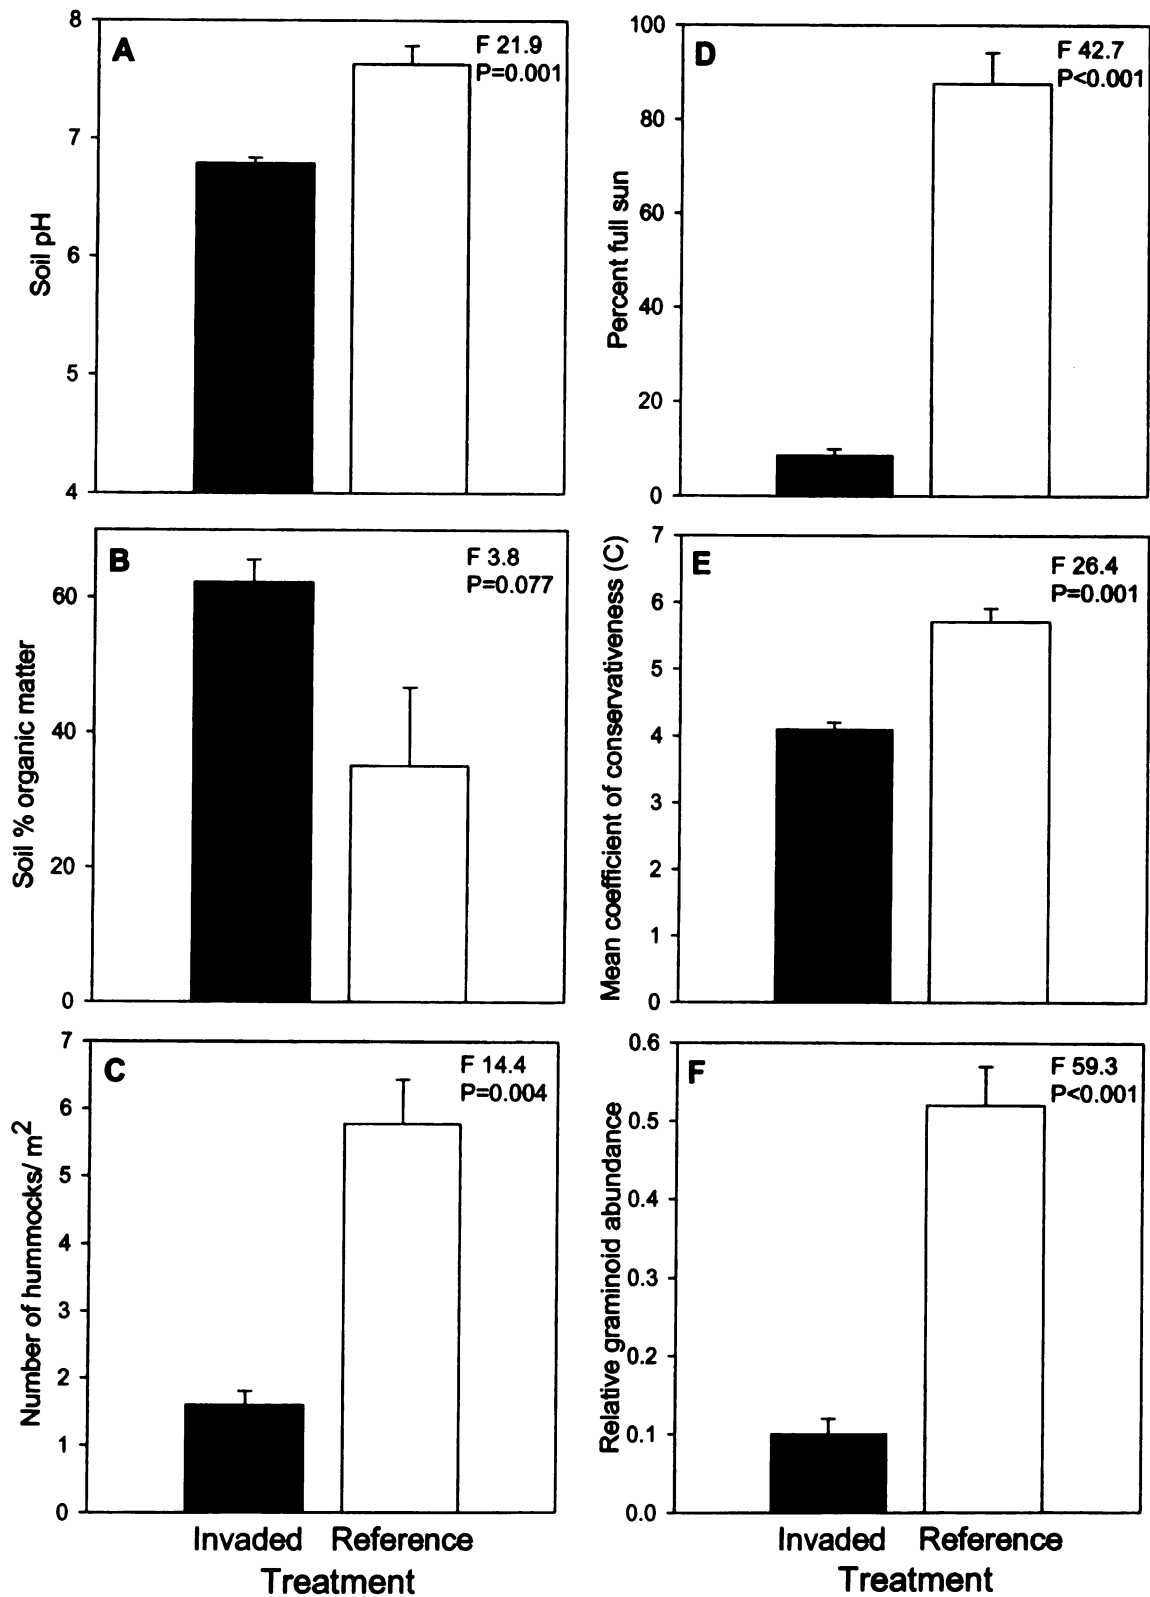 A
F 21.9
P=0.001
Soil pH
8
7
6
5
4
B
F 3.8
P=0.077
Soil % organic matter
60
40
20
0
C
F 14.4
P=0.004
Number of hummocks/ m2
7
6
5
4
3
2
1
0
Invaded Reference
Treatment
D
F 42.7
P<0.001
Percent full sun
100
80
60
40
20
0
E
F 26.4
P=0.001
Mean coefficient of conservativeness (C)
7
6
5
4
3
2
1
0
F
F 59.3
P<0.001
Relative graminoid abundance
0.6
0.5
0.4
0.3
0.2
0.1
0.0
Invaded Reference
Treatment